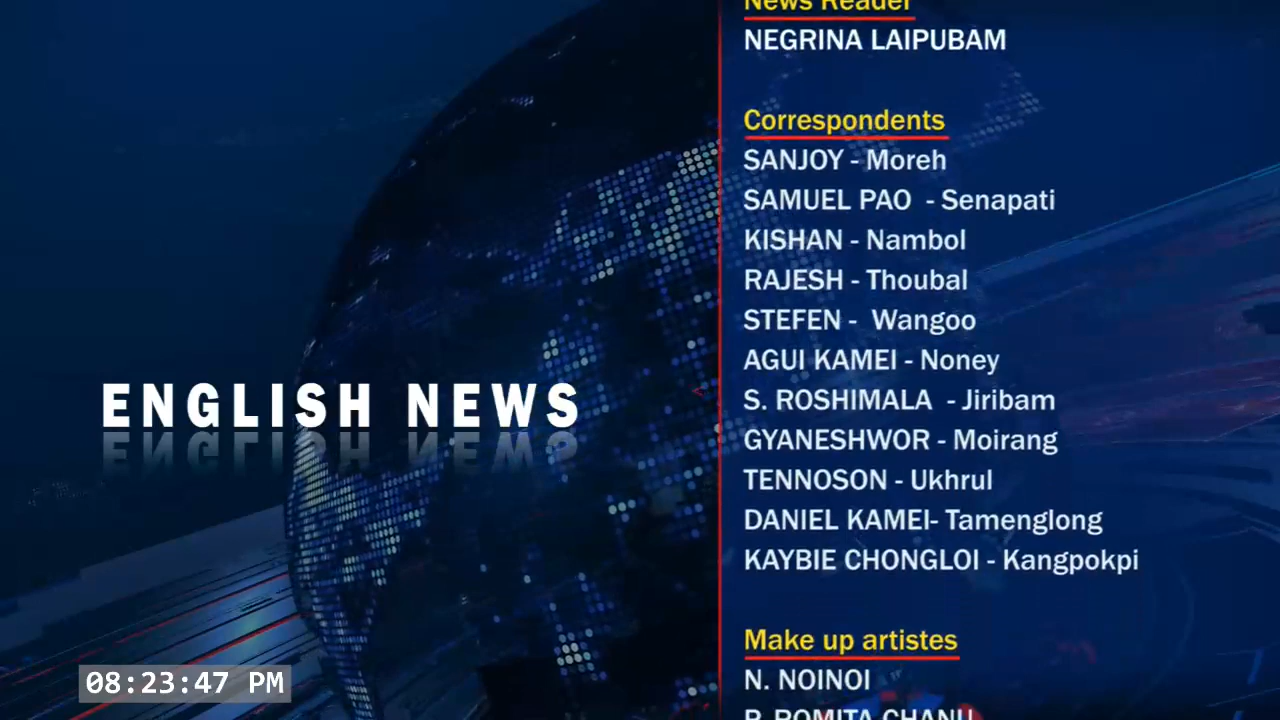 News Reader
NEGRINA LAIPUBAM
Correspondents
SANJOY - Moreh
SAMUEL PAO - Senapati
KISHAN - Nambol
RAJESH - Thoubal
STEFEN - Wangoo
AGUI KAMEI - Noney
S. ROSHIMALA - Jiribam
GYANESHWOR - Moirang
TENNOSON - Ukhrul
DANIEL KAMEI- Tamenglong
KAYBIE CHONGLOI - Kangpokpi
Make up artistes
N. NOINOI
ROMITA CHANU
ENGLISH NEWS
08:23:47 PM